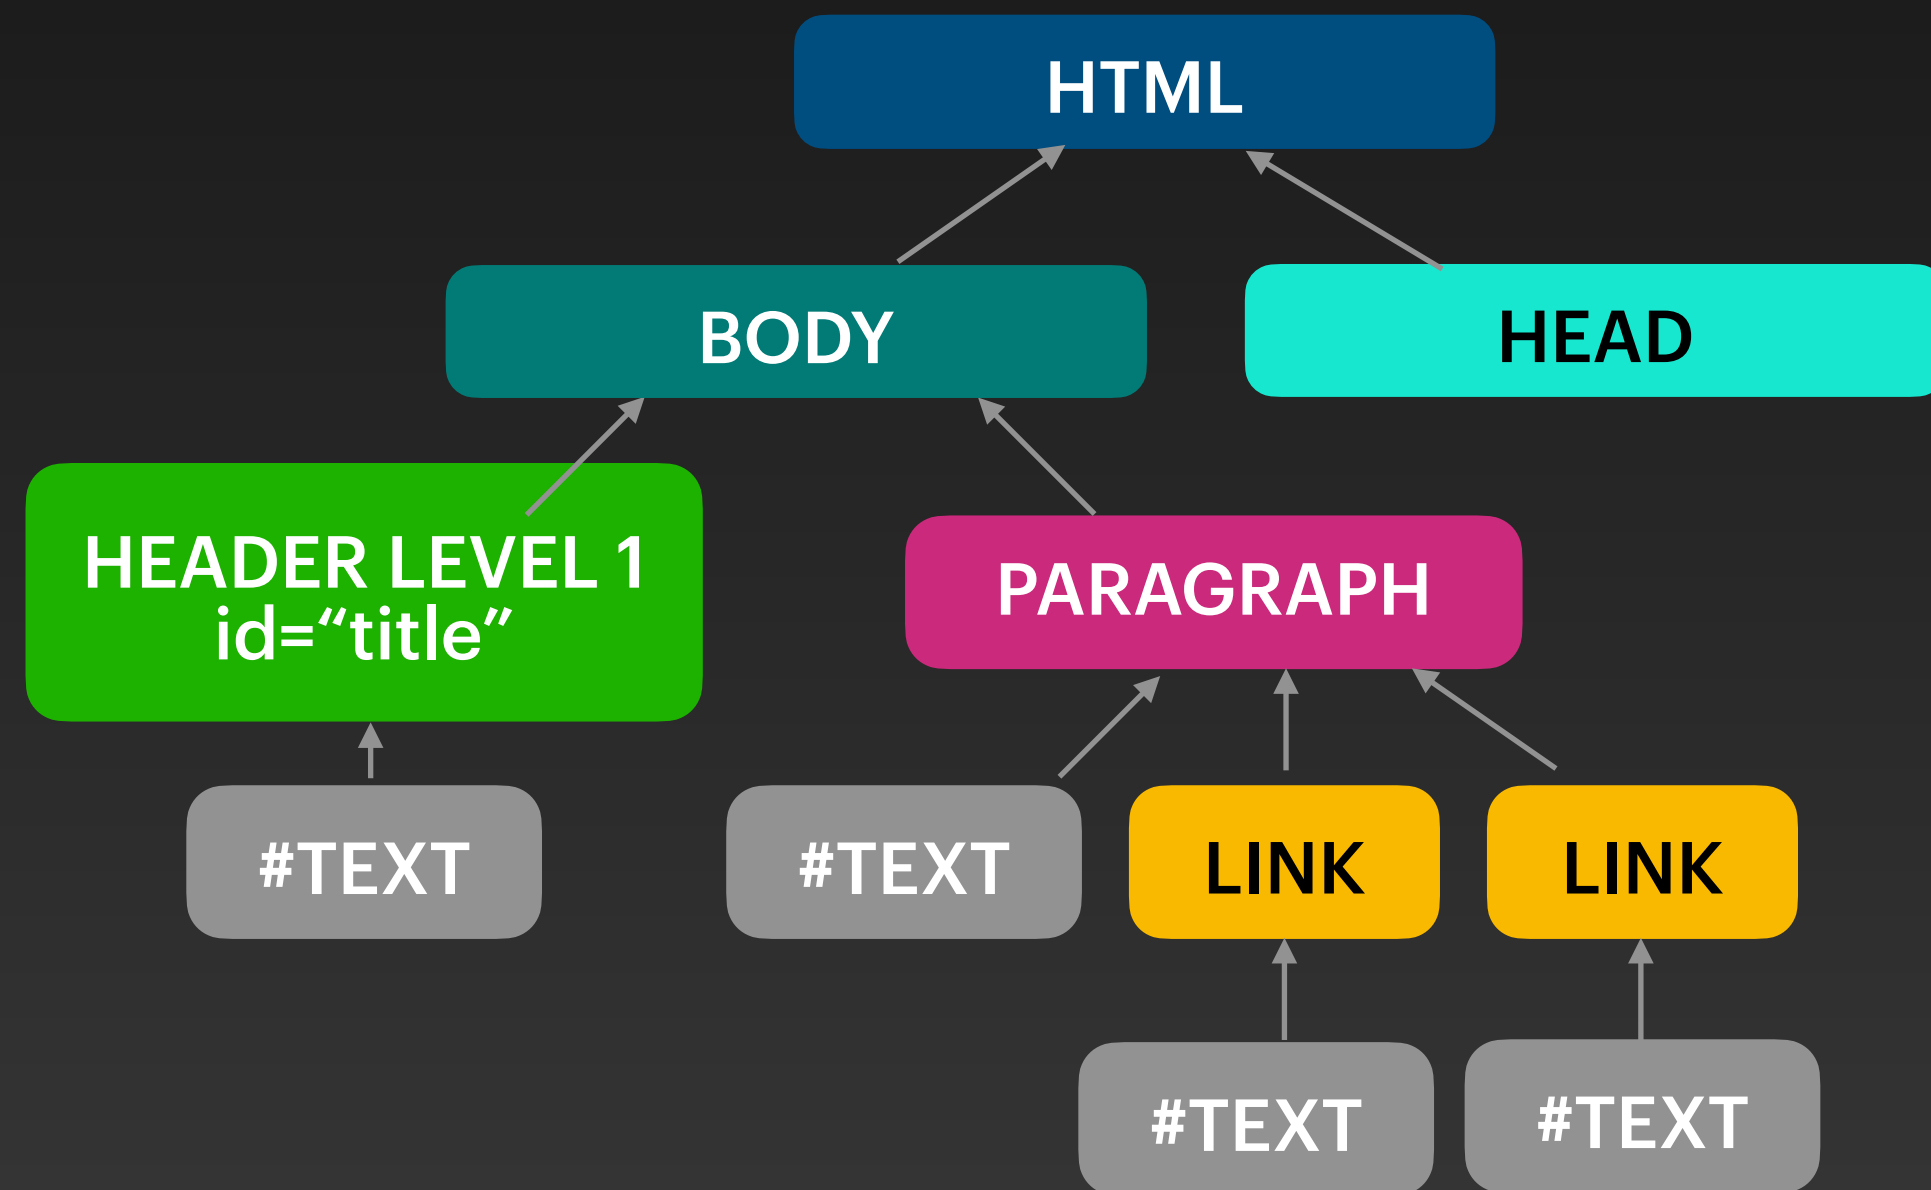 HTML
BODY
HEAD
HEADER LEVEL 1
id=“title”
PARAGRAPH
#TEXT
#TEXT
LINK
LINK
#TEXT
#TEXT